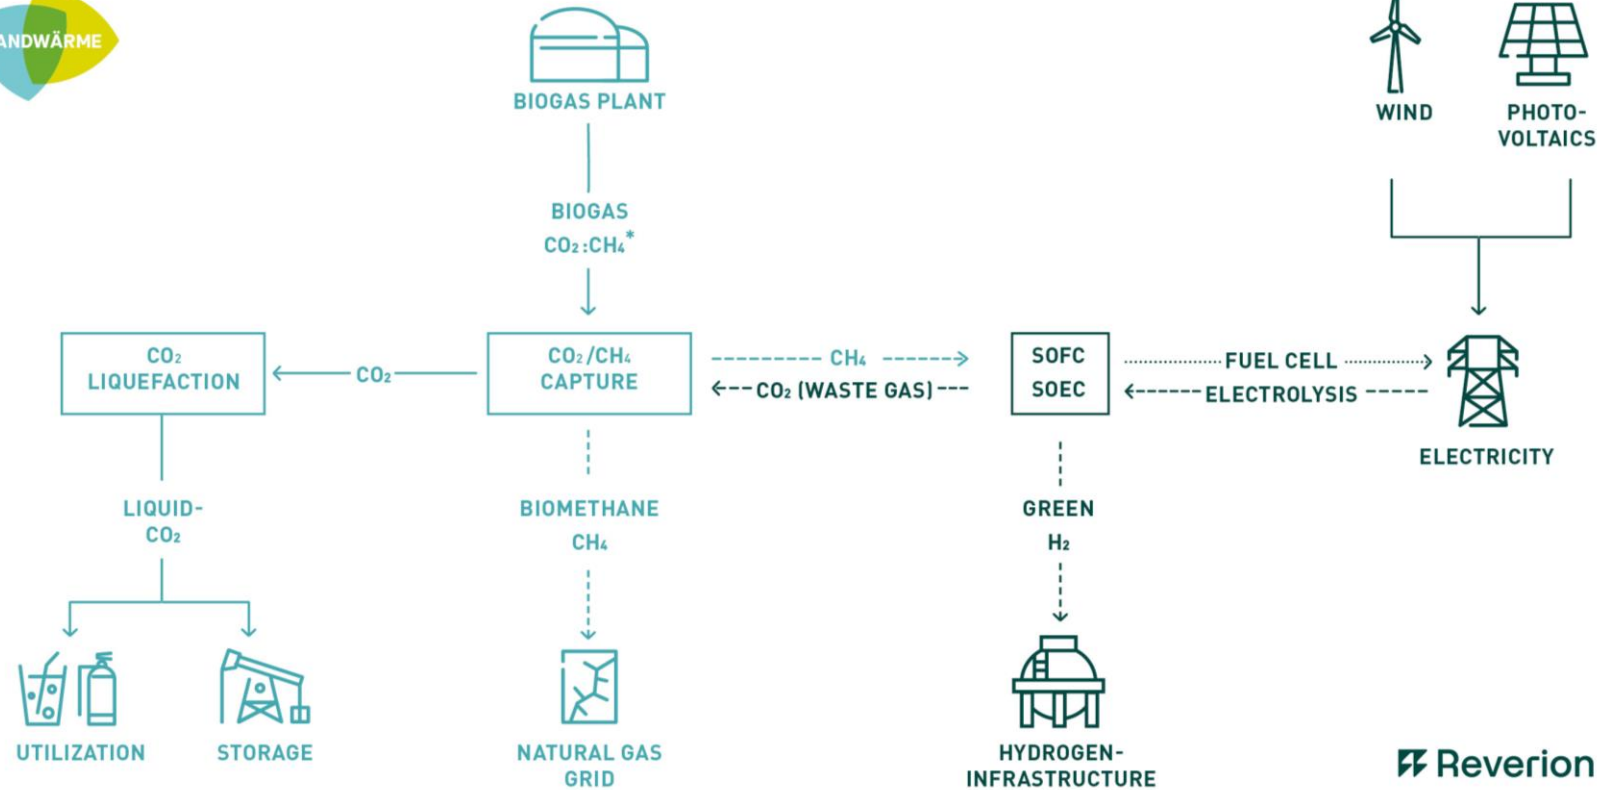 ANDWÄRME
BIOGAS PLANT
WIND
PHOTO-
VOLTAICS
BIOGAS
CO₂:CH₄*
CO₂
LIQUEFACTION
CO₂
CO₂/CH₄
CAPTURE
CH₄
CO₂ (WASTE GAS)
SOFC
SOEC
FUEL CELL
ELECTROLYSIS
ELECTRICITY
LIQUID-
CO₂
BIOMETHANE
CH₄
GREEN
H₂
UTILIZATION
STORAGE
NATURAL GAS
GRID
HYDROGEN-
INFRASTRUCTURE
Reverion